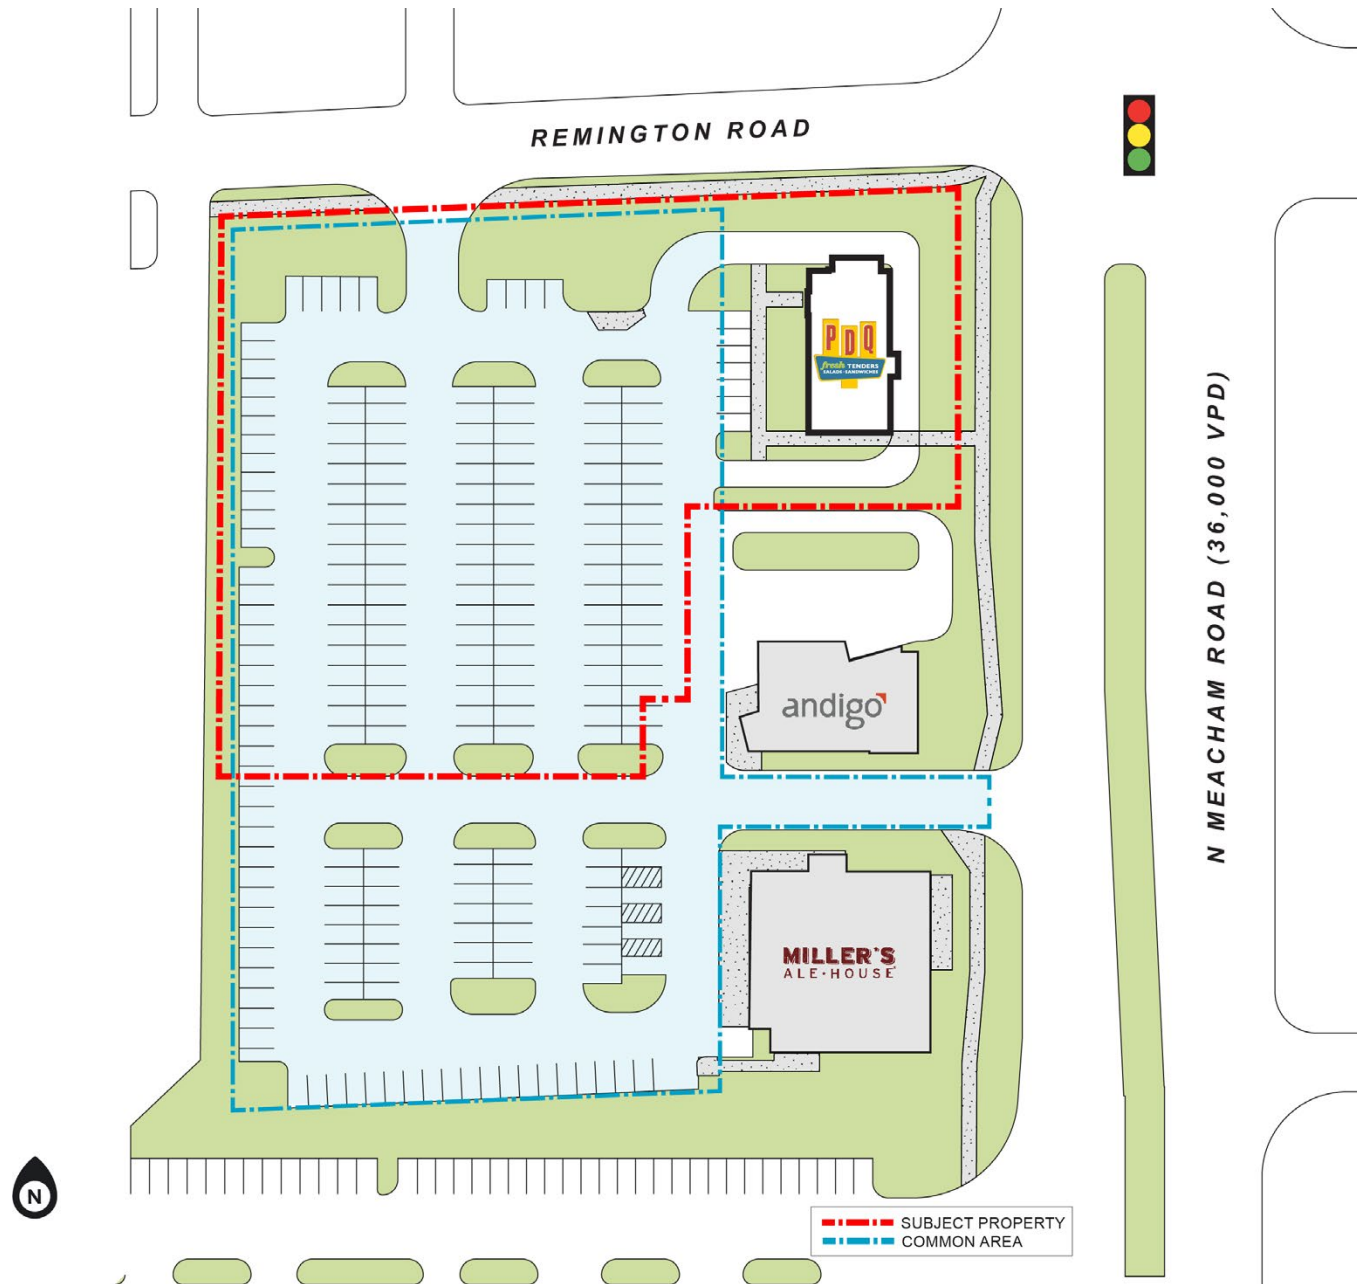 REMINGTON ROAD
PDQ
fresh TENDERS
SALADS · SANDWICHES
N MEACHAM ROAD (36,000 VPD)
andigo
MILLER'S
ALE·HOUSE
N
SUBJECT PROPERTY
COMMON AREA